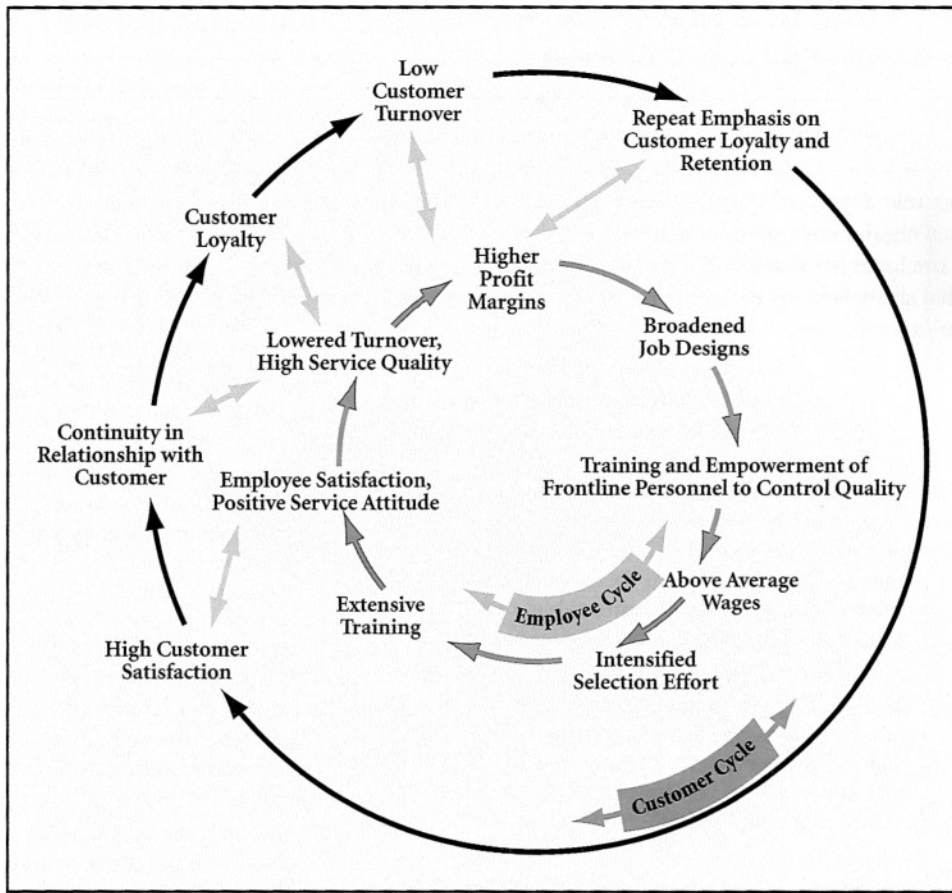 Low
Customer
Turnover
Repeat Emphasis on
Customer Loyalty and
Retention
Customer
Loyalty
Higher
Profit
Margins
Lowered Turnover,
High Service Quality
Broadened
Job Designs
Continuity in
Relationship with
Customer
Employee Satisfaction,
Positive Service Attitude
Training and Empowerment of
Frontline Personnel to Control Quality
Employee Cycle
Above Average
Wages
Extensive
Training
Intensified
Selection Effort
High Customer
Satisfaction
Customer Cycle